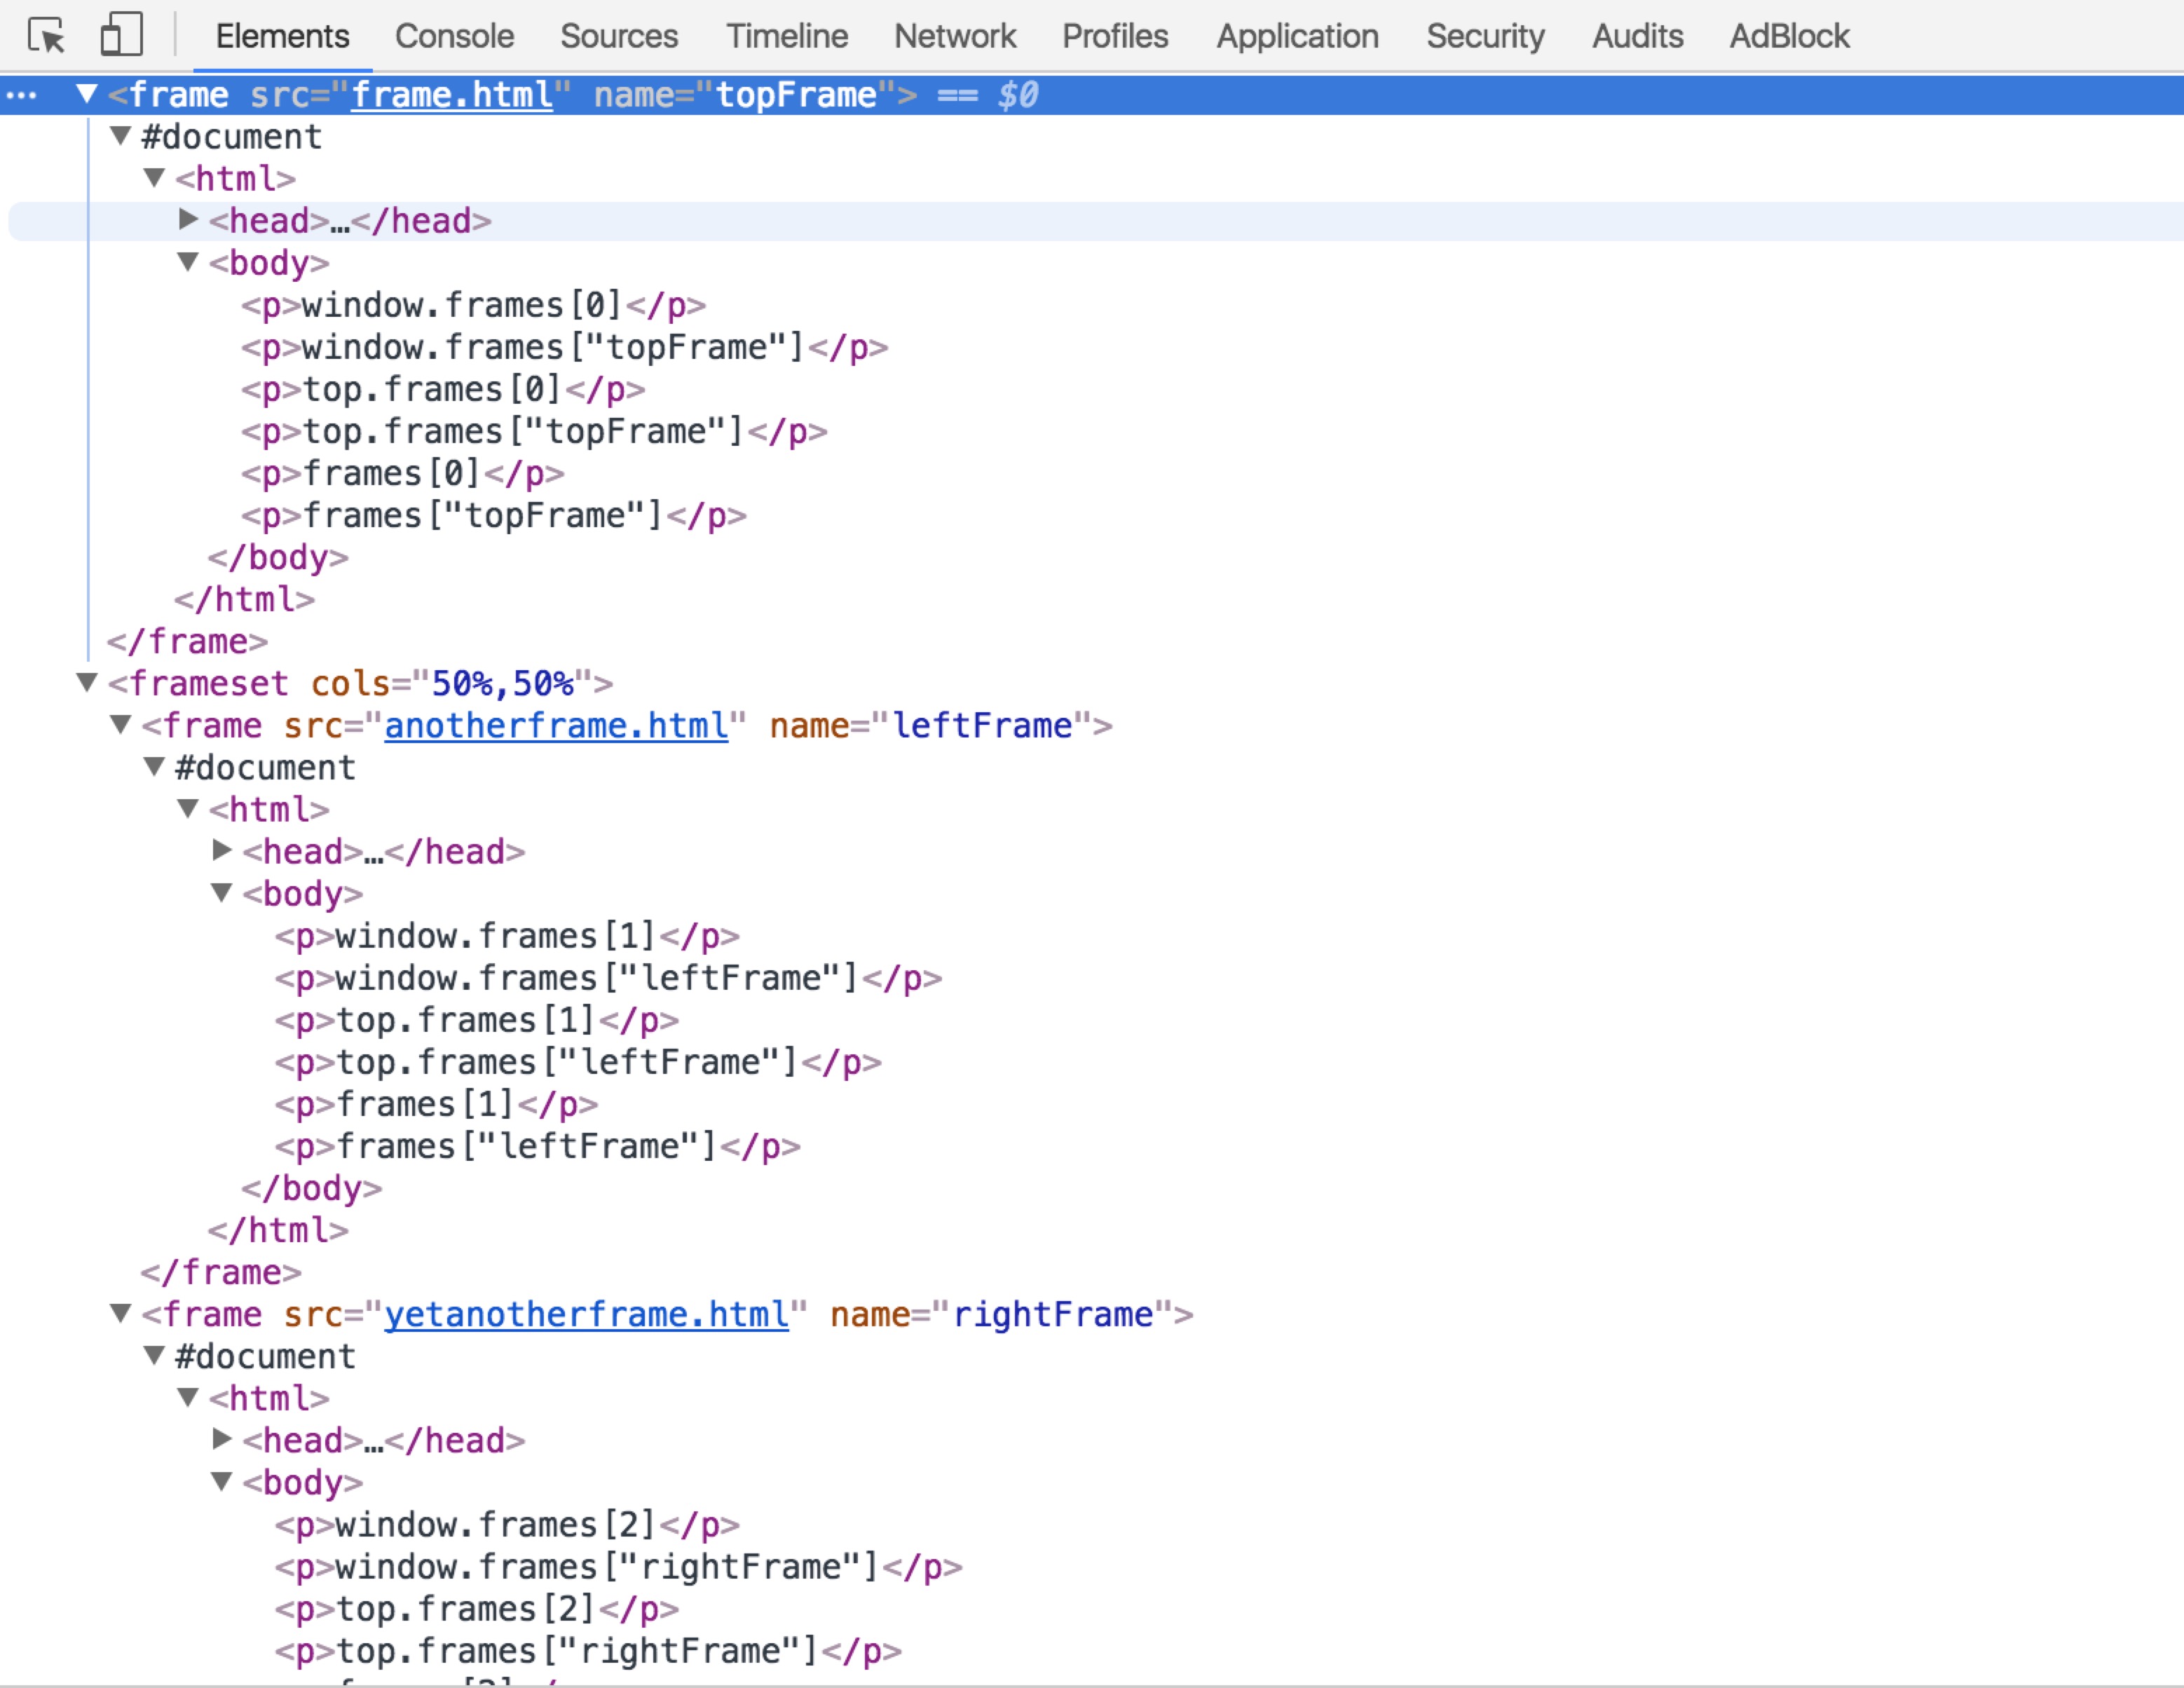 Elements Console Sources Timeline Network Profiles Application Security Audits AdBlock
… ▼ <frame src="frame.html" name="topFrame"> == $0
▼ #document
▼ <html>
▶ <head>…</head>
▼ <body>
<p>window.frames[0]</p>
<p>window.frames["topFrame"]</p>
<p>top.frames[0]</p>
<p>top.frames["topFrame"]</p>
<p>frames[0]</p>
<p>frames["topFrame"]</p>
</body>
</html>
</frame>
▼ <frameset cols="50%,50%">
▼ <frame src="anotherframe.html" name="leftFrame">
▼ #document
▼ <html>
▶ <head>…</head>
▼ <body>
<p>window.frames[1]</p>
<p>window.frames["leftFrame"]</p>
<p>top.frames[1]</p>
<p>top.frames["leftFrame"]</p>
<p>frames[1]</p>
<p>frames["leftFrame"]</p>
</body>
</html>
</frame>
▼ <frame src="yetanotherframe.html" name="rightFrame">
▼ #document
▼ <html>
▶ <head>…</head>
▼ <body>
<p>window.frames[2]</p>
<p>window.frames["rightFrame"]</p>
<p>top.frames[2]</p>
<p>top.frames["rightFrame"]</p>